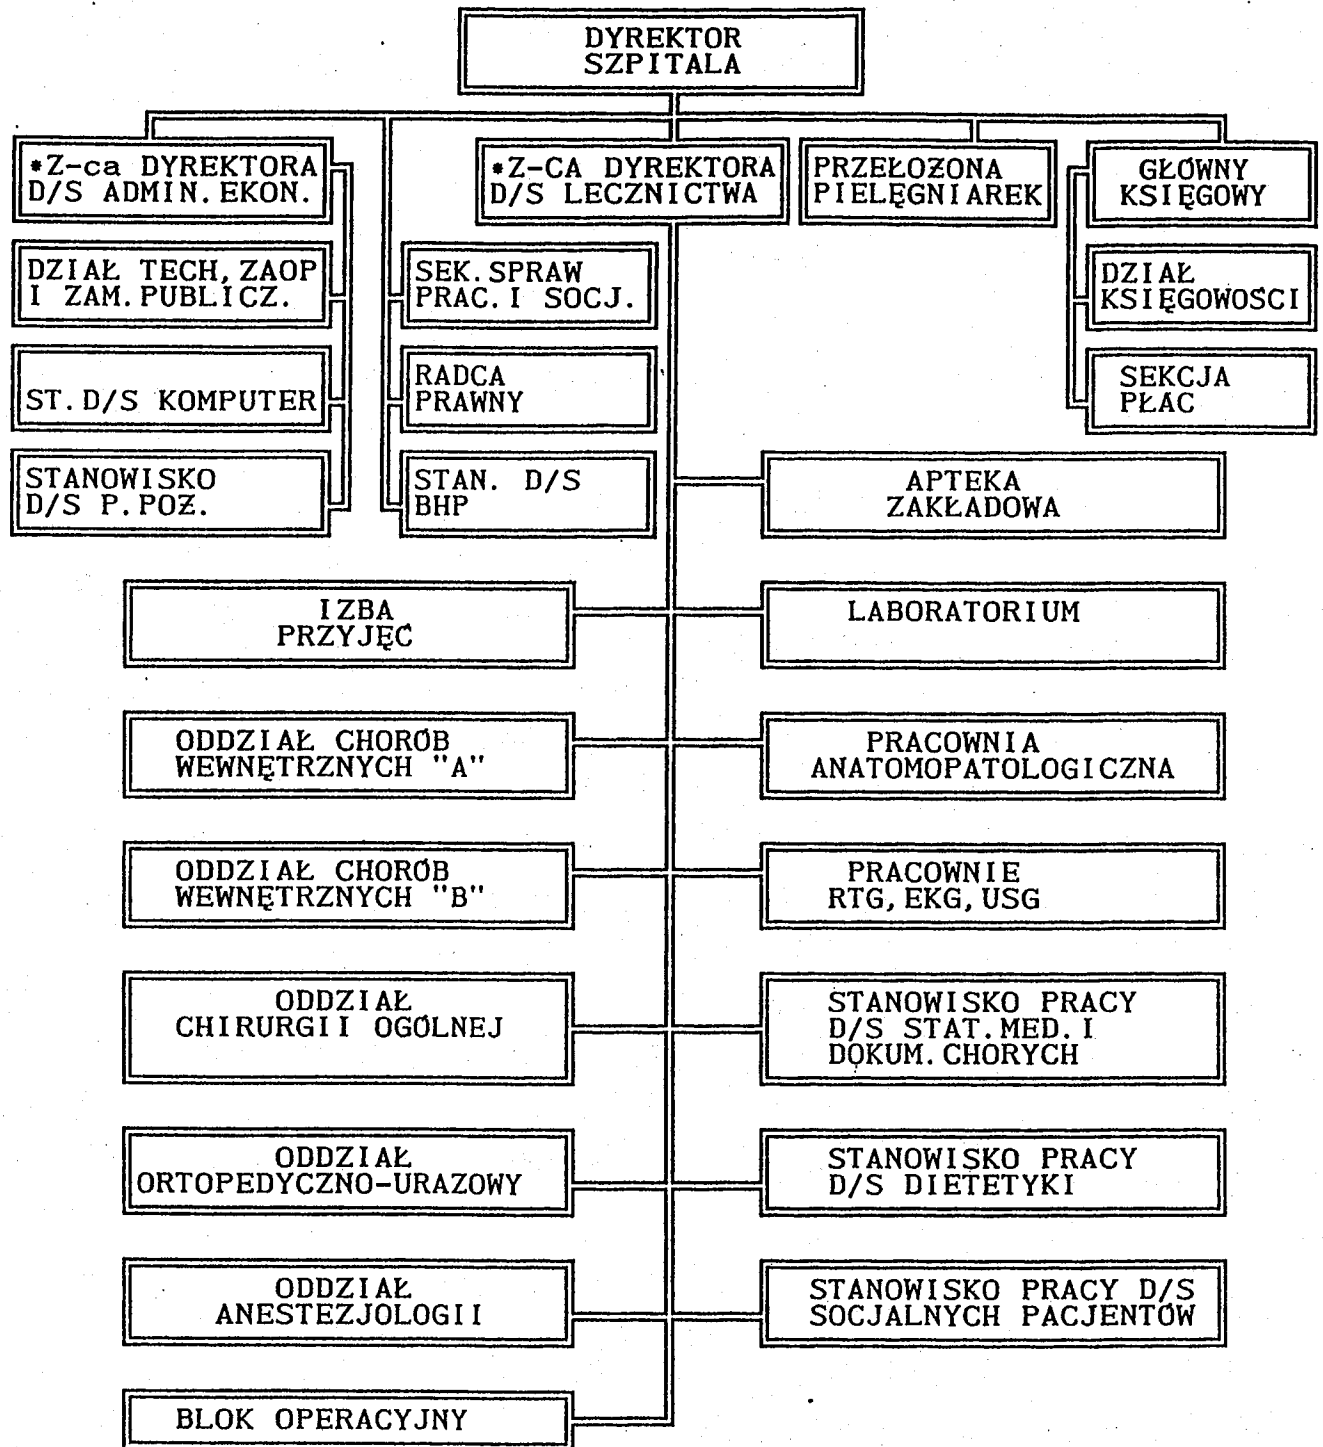 DYREKTOR
SZPITALA
*Z-ca DYREKTORA
D/S ADMIN.EKON.
*Z-CA DYREKTORA
D/S LECZNICTWA
PRZEŁOŻONA
PIELĘGNIAREK
GŁÓWNY
KSIĘGOWY
DZIAŁ TECH,ZAOP
I ZAM.PUBLICZ.
SEK.SPRAW
PRAC.I SOCJ.
DZIAŁ
KSIĘGOWOŚCI
ST.D/S KOMPUTER
RADCA
PRAWNY
SEKCJA
PŁAC
STANOWISKO
D/S P.POŻ.
STAN. D/S
BHP
APTEKA
ZAKŁADOWA
IZBA
PRZYJĘĆ
LABORATORIUM
ODDZIAŁ CHORÓB
WEWNĘTRZNYCH "A"
PRACOWNIA
ANATOMOPATOLOGICZNA
ODDZIAŁ CHORÓB
WEWNĘTRZNYCH "B"
PRACOWNIE
RTG,EKG,USG
ODDZIAŁ
CHIRURGII OGÓLNEJ
STANOWISKO PRACY
D/S STAT.MED.I
DOKUM.CHORYCH
ODDZIAŁ
ORTOPEDYCZNO-URAZOWY
STANOWISKO PRACY
D/S DIETETYKI
ODDZIAŁ
ANESTEZJOLOGII
STANOWISKO PRACY D/S
SOCJALNYCH PACJENTÓW
BLOK OPERACYJNY